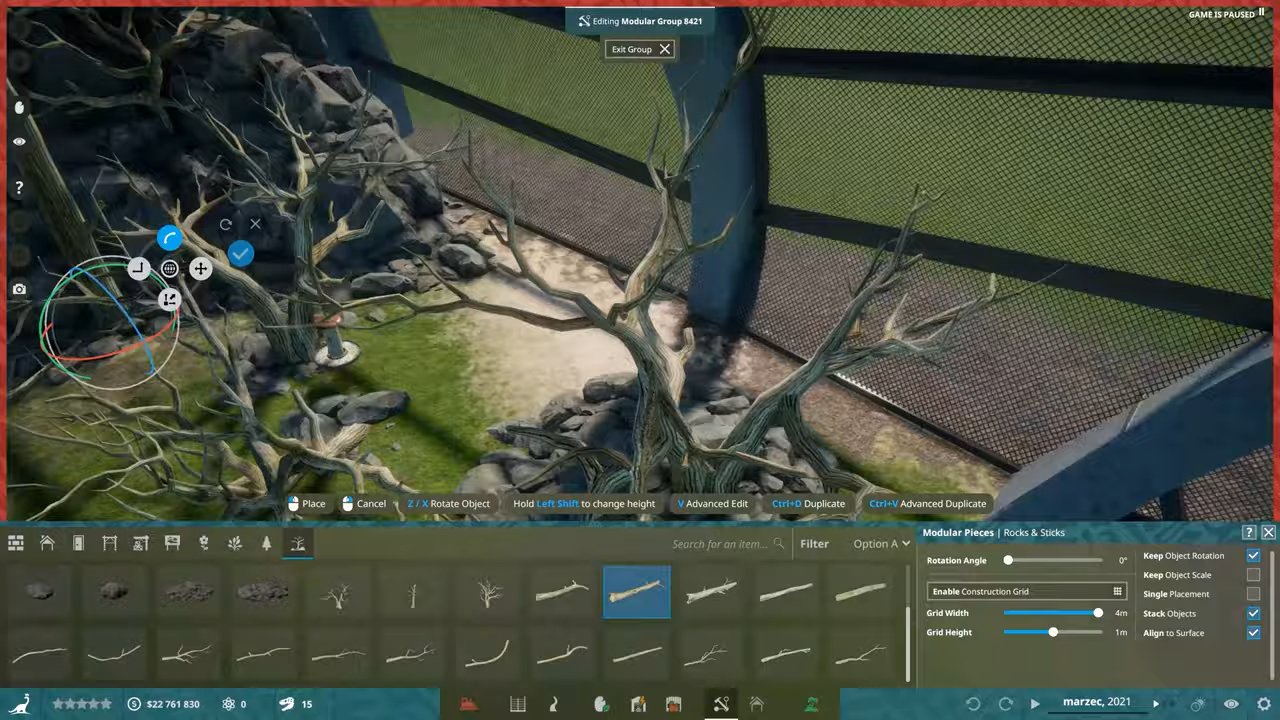 Editing Modular Group 8421
GAME IS PAUSED
Exit Group
?
Place
Cancel
Z / X Rotate Object
Hold Left Shift to change height
V Advanced Edit
Ctrl+D Duplicate
Ctrl+V Advanced Duplicate
Search for an item...
Filter
Option A
Modular Pieces | Rocks & Sticks
?
Rotation Angle
0°
Keep Object Rotation
Keep Object Scale
Enable Construction Grid
Single Placement
Grid Width
4m
Stack Objects
Grid Height
1m
Align to Surface
$22 761 830
0
15
marzec, 2021